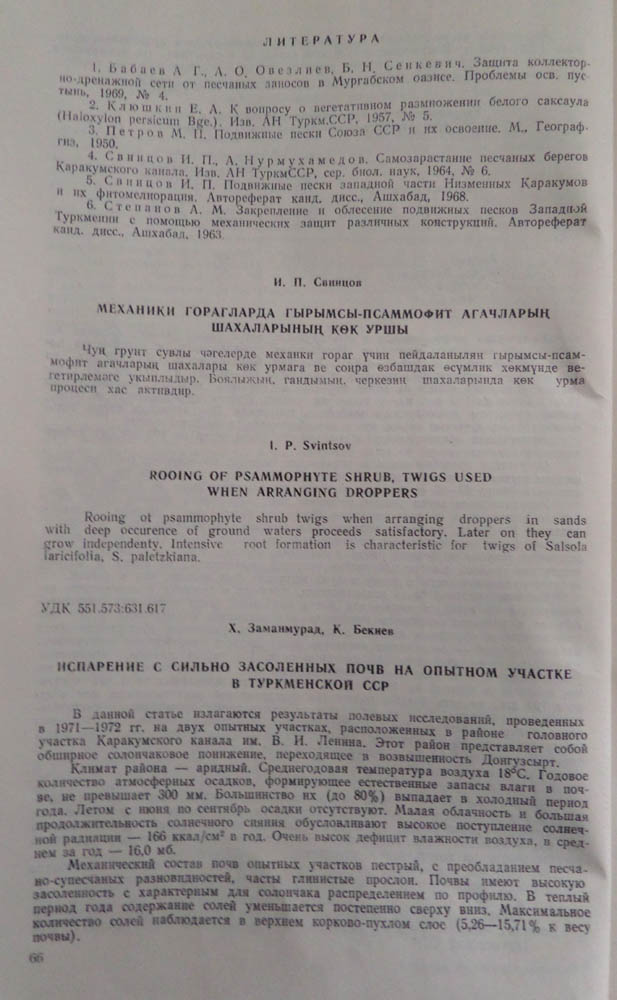 ЛИТЕРАТУРА
1. Бабаев А Г., А. О. Овезлиев, Б. Н. Сенкевич. Защита коллектор-
но-дренажной сети от песчаных заносов в Мургабском оазисе. Проблемы осв. пус-
тынь, 1969, № 4.
2. Клюшкин Е. А. К вопросу о вегетативном размножении белого саксаула
(Haloxylon persicum Bge.). Изв. АН Туркм.ССР, 1957, № 5.
3. Петров М. П. Подвижные пески Союза ССР и их освоение. М., Географ-
гиз, 1950.
4. Свинцов И. П., А. Нурмухамедов. Самозарастание песчаных берегов
Каракумского канала. Изв. АН ТуркмССР, сер. биол. наук, 1964, № 6.
5. Свинцов И. П. Подвижные пески западной части Низменных Каракумов
и их фитомелиорация. Автореферат канд. дисс., Ашхабад, 1968.
6. Степанов А. М. Закрепление и облесение подвижных песков Западной
Туркмении с помощью механических защит различных конструкций. Автореферат
канд. дисс., Ашхабад, 1963.
И. П. Свинцов
МЕХАНИКИ ГОРАГЛАРДА ГЫРЫМСЫ-ПСАММОФИТ АГАЧЛАРЫҢ
ШАХАЛАРЫНЫҢ КӨК УРШЫ
Чуң грунт сувлы чәгелерде механики гораг үчин пейдаланылян гырымсы-псам-
мофит агачларың шахалары көк урмага ве соңра өзбашдак өсүмлик хөкмүнде ве-
гетирлемәге укыплыдыр. Боялыҗың, гандымың, черкезиң шахаларында көк урма
процеси хас активдир.
I. P. Svintsov
ROOING OF PSAMMOPHYTE SHRUB, TWIGS USED
WHEN ARRANGING DROPPERS
Rooing ot psammophyte shrub twigs when arranging droppers in sands
with deep occurence of ground waters proceeds satisfactory. Later on they can
grow independenty. Intensive root formation is characteristic for twigs of Salsola
laricifolia, S. paletzkiana.
УДК 551.573:631.617
Х. Заманмурад, К. Бекиев
ИСПАРЕНИЕ С СИЛЬНО ЗАСОЛЕННЫХ ПОЧВ НА ОПЫТНОМ УЧАСТКЕ
В ТУРКМЕНСКОЙ ССР
В данной статье излагаются результаты полевых исследований, проведенных
в 1971—1972 гг. на двух опытных участках, расположенных в районе головного
участка Каракумского канала им. В. И. Ленина. Этот район представляет собой
обширное солончаковое понижение, переходящее в возвышенность Донгузсырт.
Климат района — аридный. Среднегодовая температура воздуха 18°С. Годовое
количество атмосферных осадков, формирующее естественные запасы влаги в поч-
ве, не превышает 300 мм. Большинство их (до 80%) выпадает в холодный период
года. Летом с июня по сентябрь осадки отсутствуют. Малая облачность и большая
продолжительность солнечного сияния обусловливают высокое поступление солнеч-
ной радиации — 166 ккал/см² в год. Очень высок дефицит влажности воздуха, в сред-
нем за год — 16,0 мб.
Механический состав почв опытных участков пестрый, с преобладанием песча-
но-супесчаных разновидностей, часты глинистые прослои. Почвы имеют высокую
засоленность с характерным для солончака распределением по профилю. В теплый
период года содержание солей уменьшается постепенно сверху вниз. Максимальное
количество солей наблюдается в верхнем корково-пухлом слое (5,26—15,71% к весу
почвы).
66